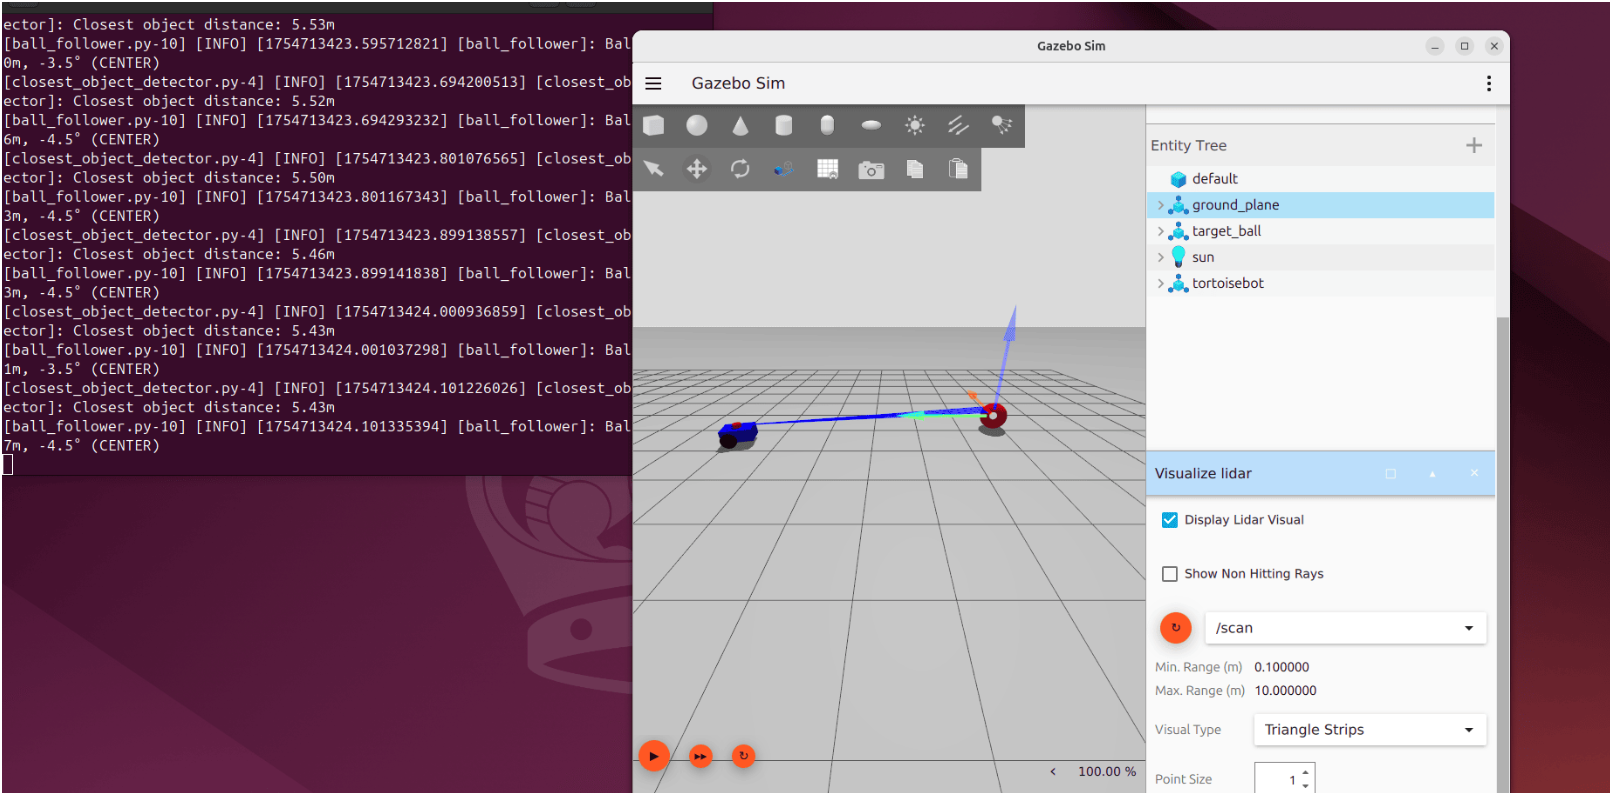 ector]: Closest object distance: 5.53m
[ball_follower.py-10] [INFO] [1754713423.595712821] [ball_follower]: Bal
0m, -3.5° (CENTER)
[closest_object_detector.py-4] [INFO] [1754713423.694200513] [closest_ob
ector]: Closest object distance: 5.52m
[ball_follower.py-10] [INFO] [1754713423.694293232] [ball_follower]: Bal
6m, -4.5° (CENTER)
[closest_object_detector.py-4] [INFO] [1754713423.801076565] [closest_ob
ector]: Closest object distance: 5.50m
[ball_follower.py-10] [INFO] [1754713423.801167343] [ball_follower]: Bal
3m, -4.5° (CENTER)
[closest_object_detector.py-4] [INFO] [1754713423.899138557] [closest_ob
ector]: Closest object distance: 5.46m
[ball_follower.py-10] [INFO] [1754713423.899141838] [ball_follower]: Bal
3m, -4.5° (CENTER)
[closest_object_detector.py-4] [INFO] [1754713424.000936859] [closest_ob
ector]: Closest object distance: 5.43m
[ball_follower.py-10] [INFO] [1754713424.001037298] [ball_follower]: Bal
1m, -3.5° (CENTER)
[closest_object_detector.py-4] [INFO] [1754713424.101226026] [closest_ob
ector]: Closest object distance: 5.43m
[ball_follower.py-10] [INFO] [1754713424.101335394] [ball_follower]: Bal
7m, -4.5° (CENTER)
Gazebo Sim
Gazebo Sim
Entity Tree
default
ground_plane
target_ball
sun
tortoisebot
Visualize lidar
Display Lidar Visual
Show Non Hitting Rays
/scan
Min. Range (m) 0.100000
Max. Range (m) 10.000000
Visual Type Triangle Strips
Point Size 1
100.00 %